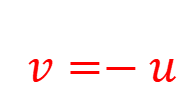 v =− u